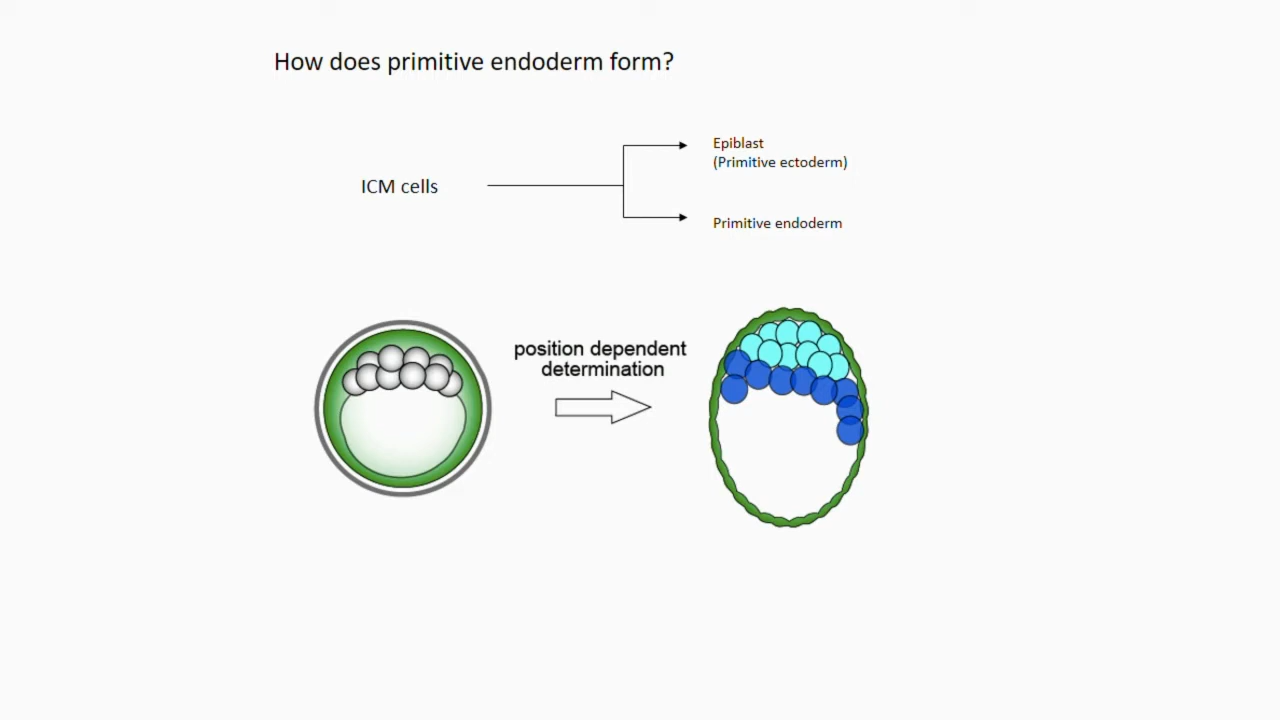 How does primitive endoderm form?
Epiblast
(Primitive ectoderm)
ICM cells
Primitive endoderm
position dependent
determination